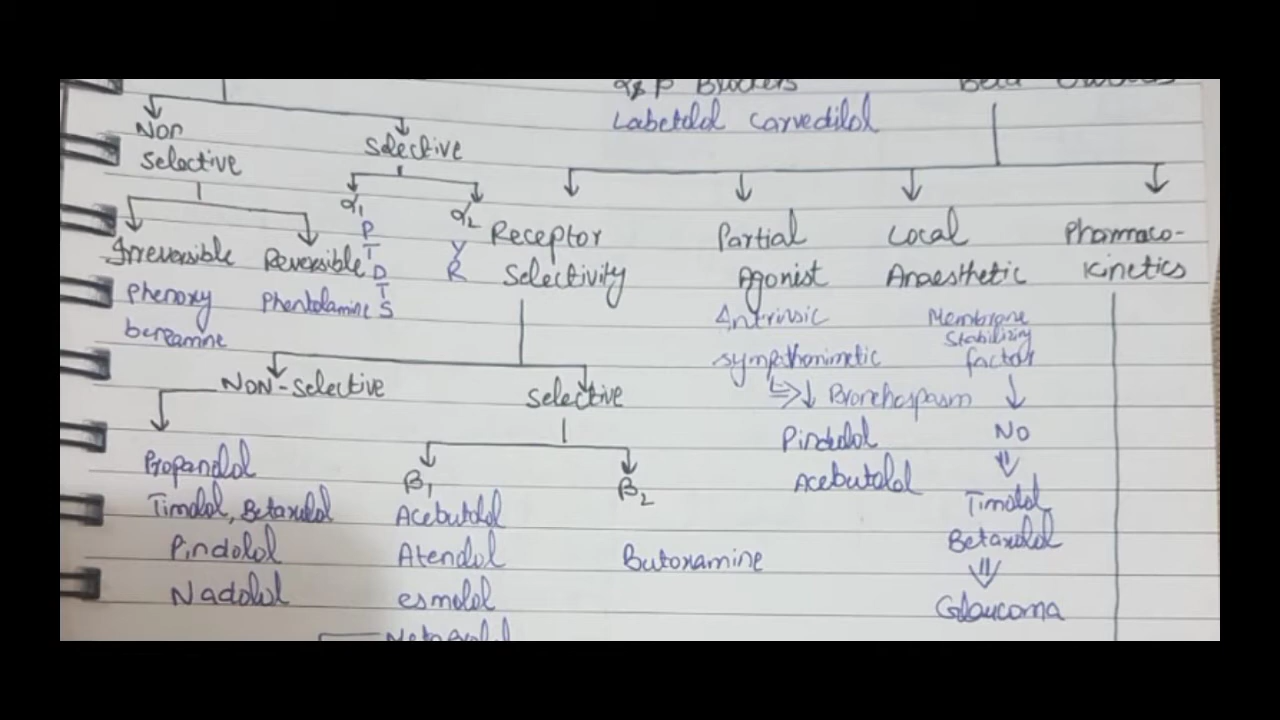 α & β Blockers
Labetolol Carvedilol
Non
Selective
Selective
Irreversible
Reversible
Phenoxy
benzamine
Phentolamine
α1
P
T
D
T
S
α2
Y
R
Receptor
Selectivity
Partial
Agonist
Local
Anaesthetic
Pharmaco-
Kinetics
Intrinsic
sympathomimetic
⇒↓ Bronchospasm
Pindolol
Acebutolol
Membrane
Stabilizing
factor
No
Timolol
Betaxolol
Glaucoma
NON-selective
Selective
Propanolol
Timolol, Betaxolol
Pindolol
Nadolol
β1
Acebutolol
Atenolol
esmolol
β2
Butoxamine